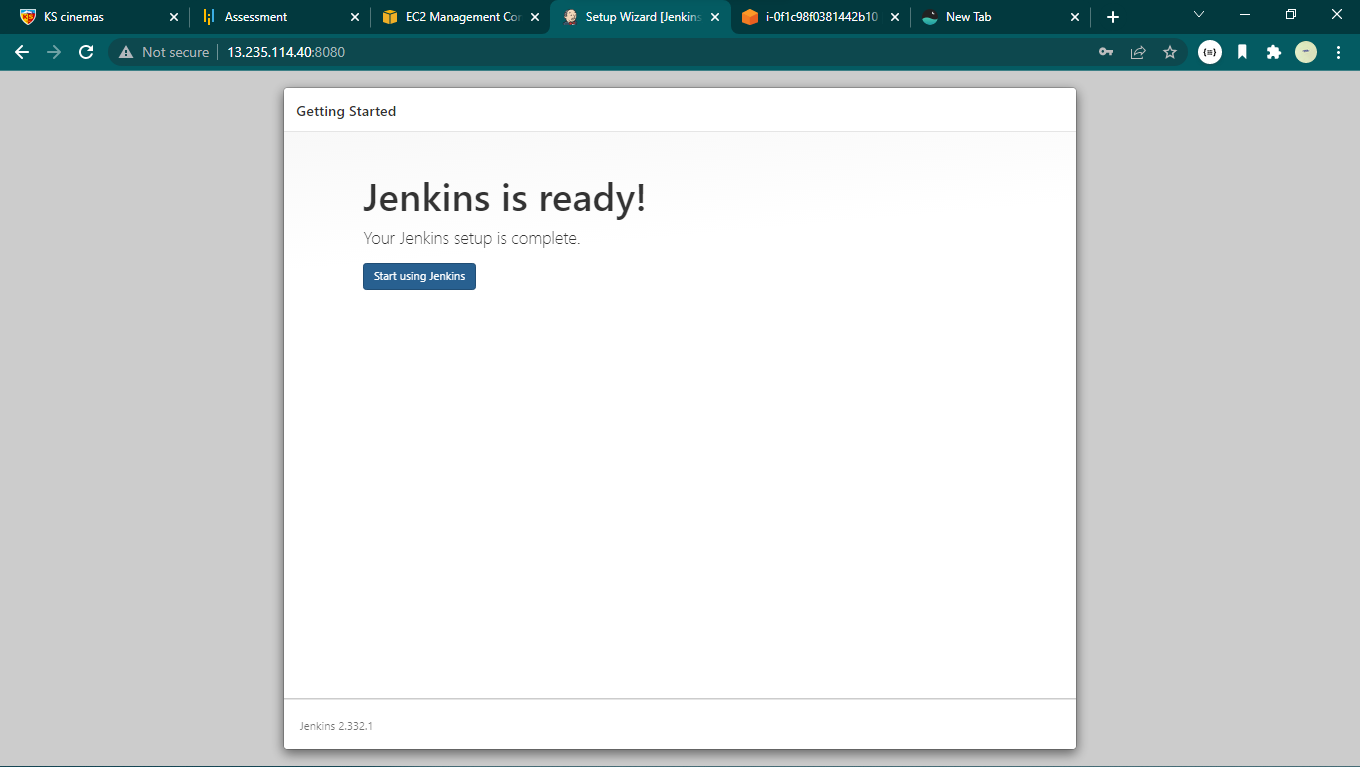 KS cinemas
Assessment
EC2 Management Cor
Setup Wizard [Jenkins
i-0f1c98f0381442b10
New Tab
Not secure
13.235.114.40:8080
Getting Started
Jenkins is ready!
Your Jenkins setup is complete.
Start using Jenkins
Jenkins 2.332.1